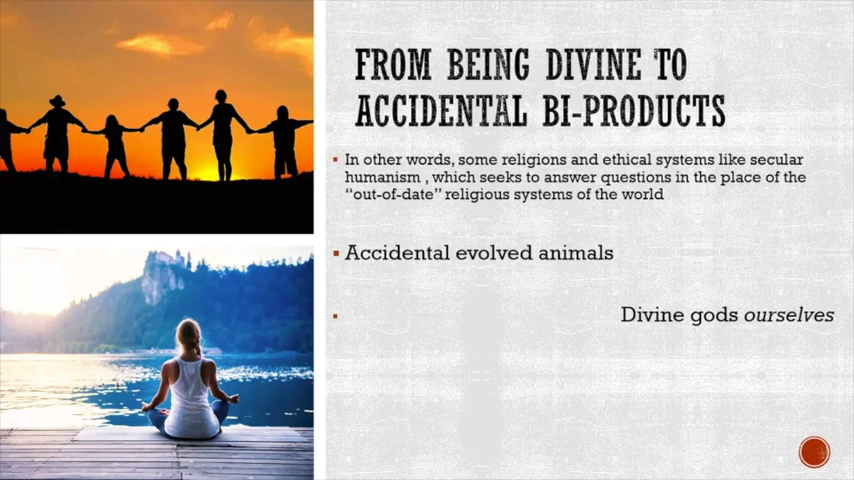 FROM BEING DIVINE TO
ACCIDENTAL BI-PRODUCTS
In other words, some religions and ethical systems like secular
humanism , which seeks to answer questions in the place of the
“out-of-date” religious systems of the world
Accidental evolved animals
Divine gods ourselves